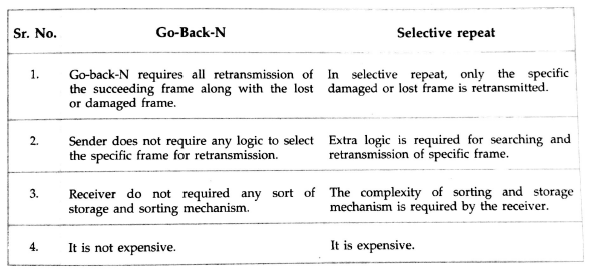 Sr. No. Go-Back-N Selective repeat
1. Go-back-N requires all retransmission of In selective repeat, only the specific
the succeeding frame along with the lost damaged or lost frame is retransmitted.
or damaged frame.
2. Sender does not require any logic to select Extra logic is required for searching and
the specific frame for retransmission. retransmission of specific frame.
3. Receiver do not required any sort of The complexity of sorting and storage
storage and sorting mechanism. mechanism is required by the receiver.
4. It is not expensive. It is expensive.